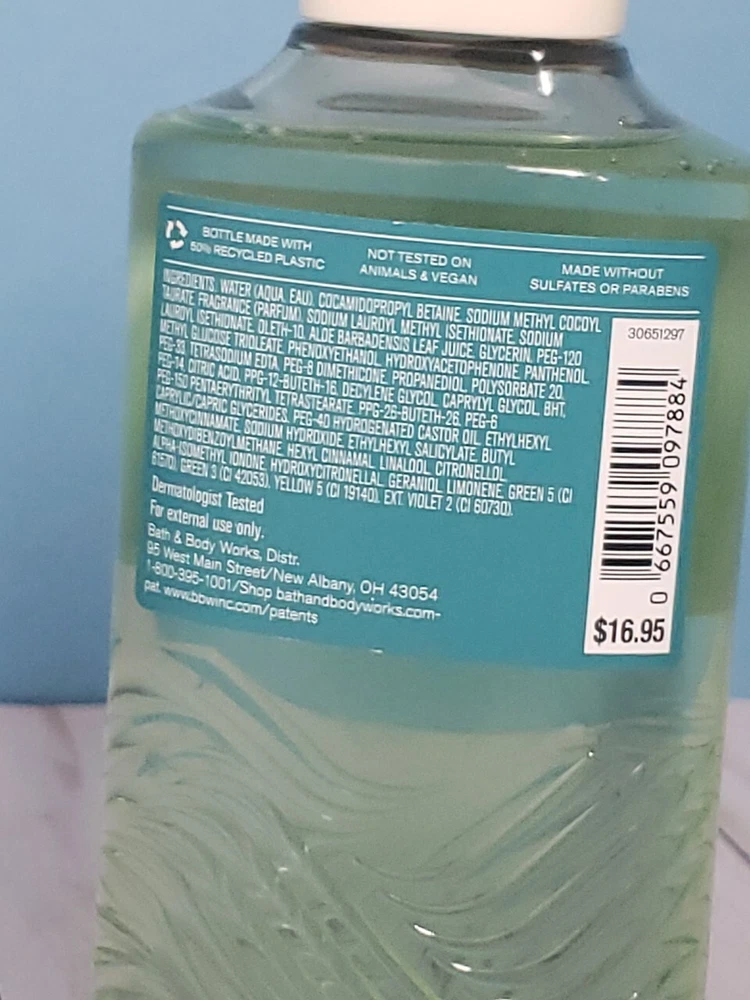 BOTTLE MADE WITH
50% RECYCLED PLASTIC
NOT TESTED ON
ANIMALS & VEGAN
MADE WITHOUT
SULFATES OR PARABENS
INGREDIENTS: WATER (AQUA, EAU), COCAMIDOPROPYL BETAINE, SODIUM METHYL COCOYL
TAURATE, FRAGRANCE (PARFUM), SODIUM LAUROYL METHYL ISETHIONATE, SODIUM
LAUROYL ISETHIONATE, OLETH-10, ALOE BARBADENSIS LEAF JUICE, GLYCERIN, PEG-120
METHYL GLUCOSE TRIOLEATE, PHENOXYETHANOL, HYDROXYACETOPHENONE, PANTHENOL,
PEG-33, TETRASODIUM EDTA, PEG-8 DIMETHICONE, PROPANEDIOL, POLYSORBATE 20,
PEG-14, CITRIC ACID, PPG-12-BUTETH-16, DECYLENE GLYCOL, CAPRYLYL GLYCOL, BHT,
PEG-150 PENTAERYTHRITYL TETRASTEARATE, PPG-26-BUTETH-26, PEG-6
CAPRYLIC/CAPRIC GLYCERIDES, PEG-40 HYDROGENATED CASTOR OIL, ETHYLHEXYL
METHOXYCINNAMATE, SODIUM HYDROXIDE, ETHYLHEXYL SALICYLATE, BUTYL
METHOXYDIBENZOYLMETHANE, HEXYL CINNAMAL, LINALOOL, CITRONELLOL,
ALPHA-ISOMETHYL IONONE, HYDROXYCITRONELLAL, GERANIOL, LIMONENE, GREEN 5 (CI
61570), GREEN 3 (CI 42053), YELLOW 5 (CI 19140), EXT. VIOLET 2 (CI 60730).
Dermatologist Tested
For external use only.
Bath & Body Works, Distr.
95 West Main Street/New Albany, OH 43054
1-800-395-1001/Shop bathandbodyworks.com-
pat. www.bbwinc.com/patents
30651297
0 667559 097884
$16.95